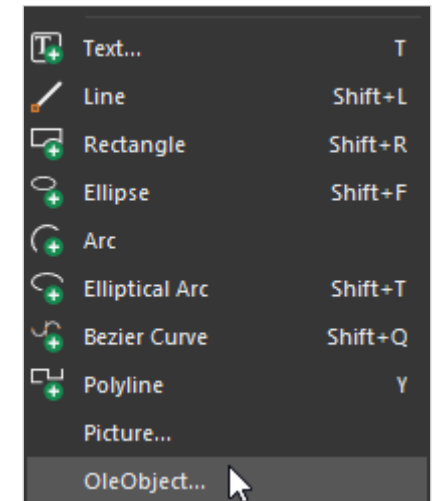 Text... T
Line Shift+L
Rectangle Shift+R
Ellipse Shift+F
Arc
Elliptical Arc Shift+T
Bezier Curve Shift+Q
Polyline Y
Picture...
OleObject...